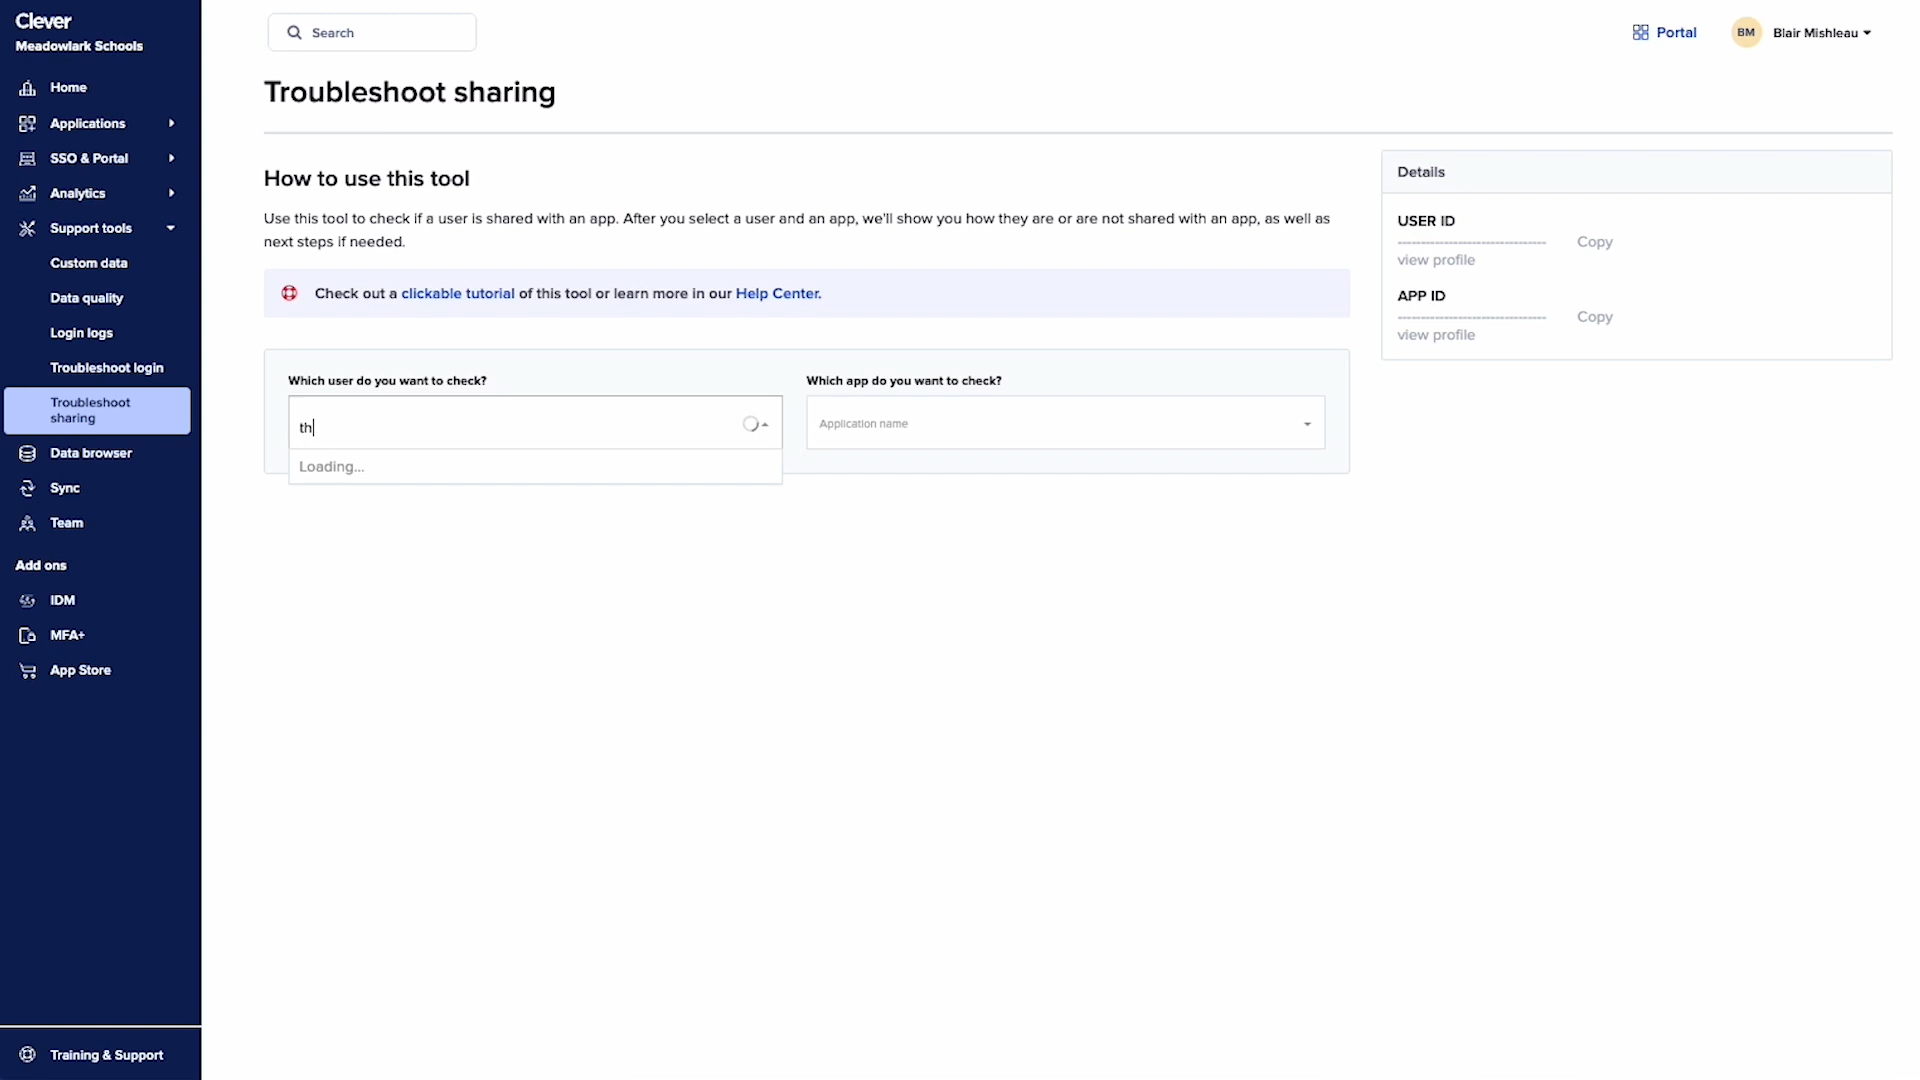 Clever
Meadowlark Schools
Home
Applications
SSO & Portal
Analytics
Support tools
Custom data
Data quality
Login logs
Troubleshoot login
Troubleshoot
sharing
Data browser
Sync
Team
Add ons
IDM
MFA+
App Store
Training & Support
Search
Portal
BM
Blair Mishleau
Troubleshoot sharing
How to use this tool
Use this tool to check if a user is shared with an app. After you select a user and an app, we'll show you how they are or are not shared with an app, as well as
next steps if needed.
Check out a clickable tutorial of this tool or learn more in our Help Center.
Which user do you want to check?
th
Loading...
Which app do you want to check?
Application name
Details
USER ID
--------------------------------
Copy
view profile
APP ID
--------------------------------
Copy
view profile